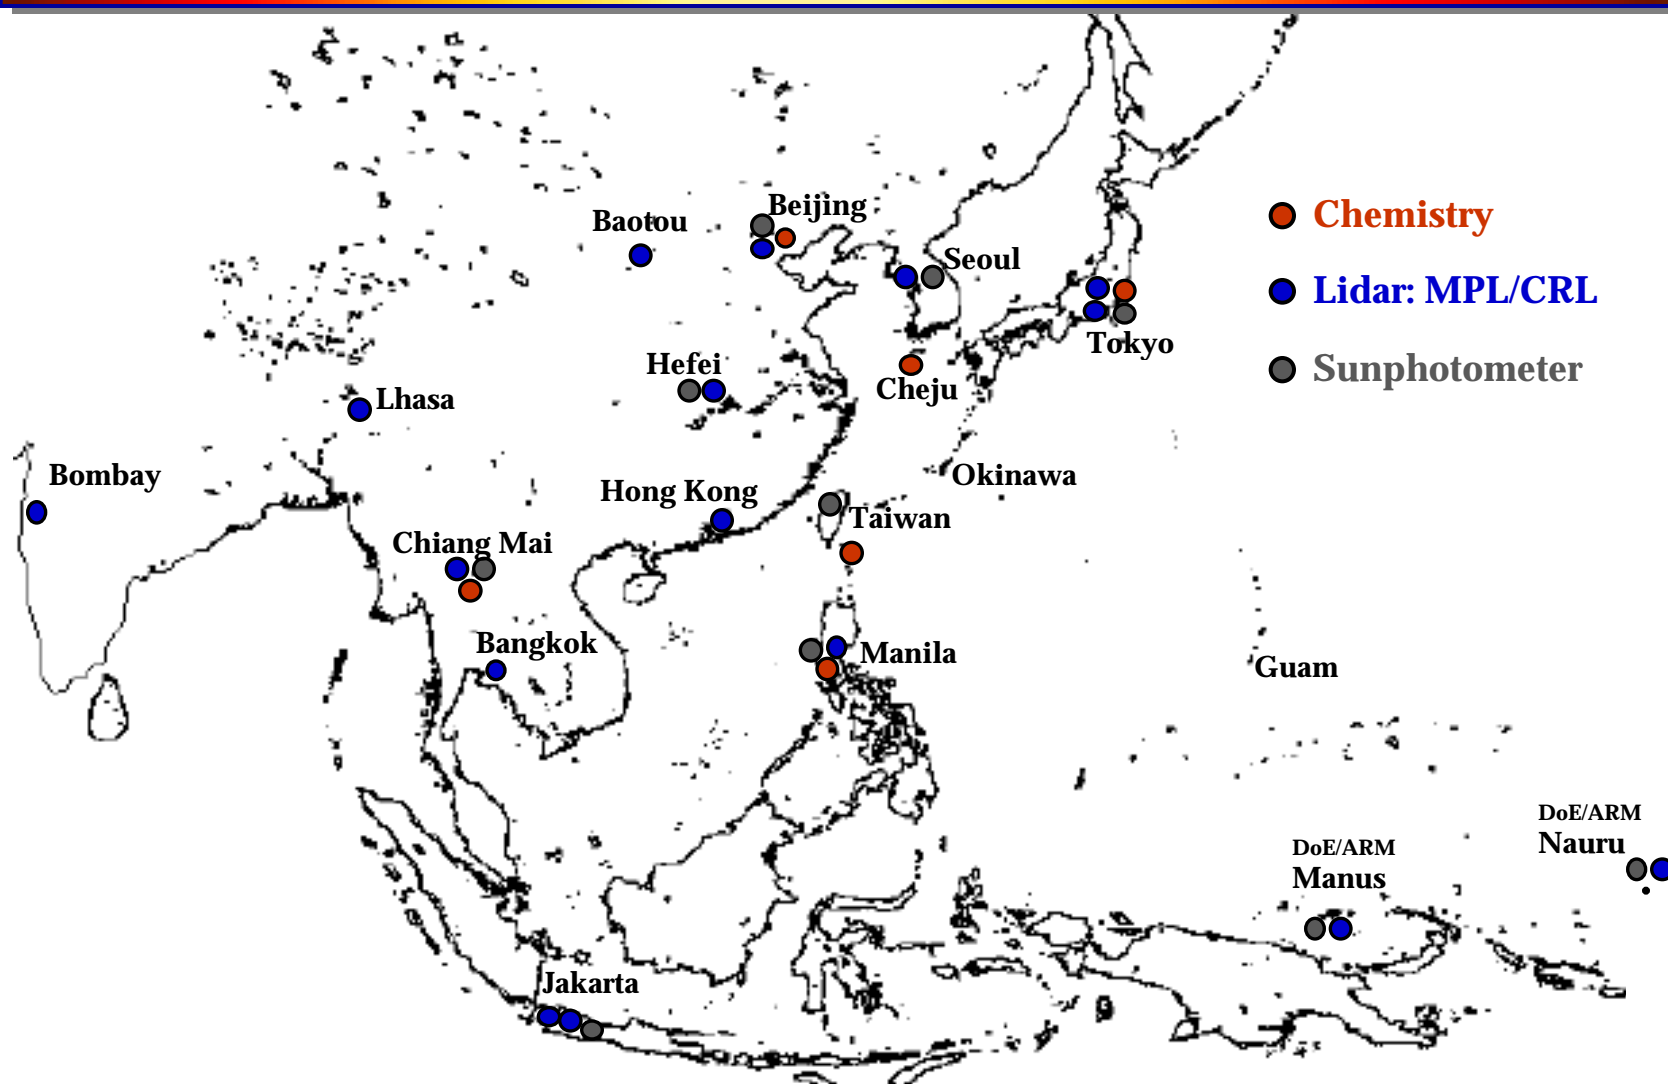 Beijing
Baotou
Chemistry
Seoul
Lidar: MPL/CRL
Tokyo
Hefei
Sunphotometer
Cheju
Lhasa
Bombay
Okinawa
Hong Kong
Taiwan
Chiang Mai
Bangkok
Manila
Guam
DoE/ARM
Nauru
DoE/ARM
Manus
Jakarta